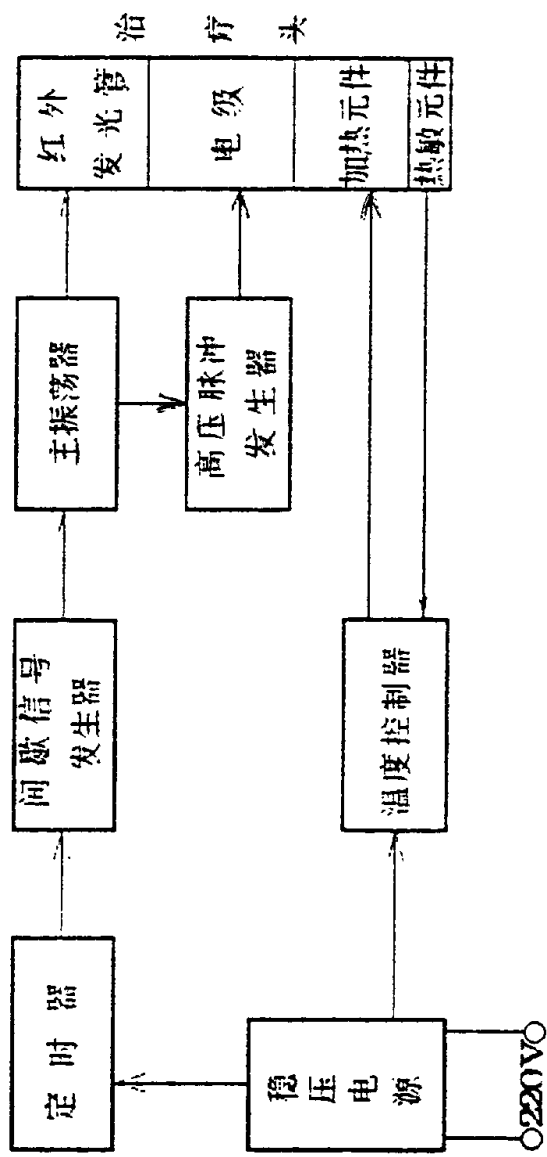 治疗头
红外
发光管
电级
加热元件
热敏元件
主振荡器
高压脉冲
发生器
间歇信号
发生器
温度控制器
定时器
稳压电源
220V